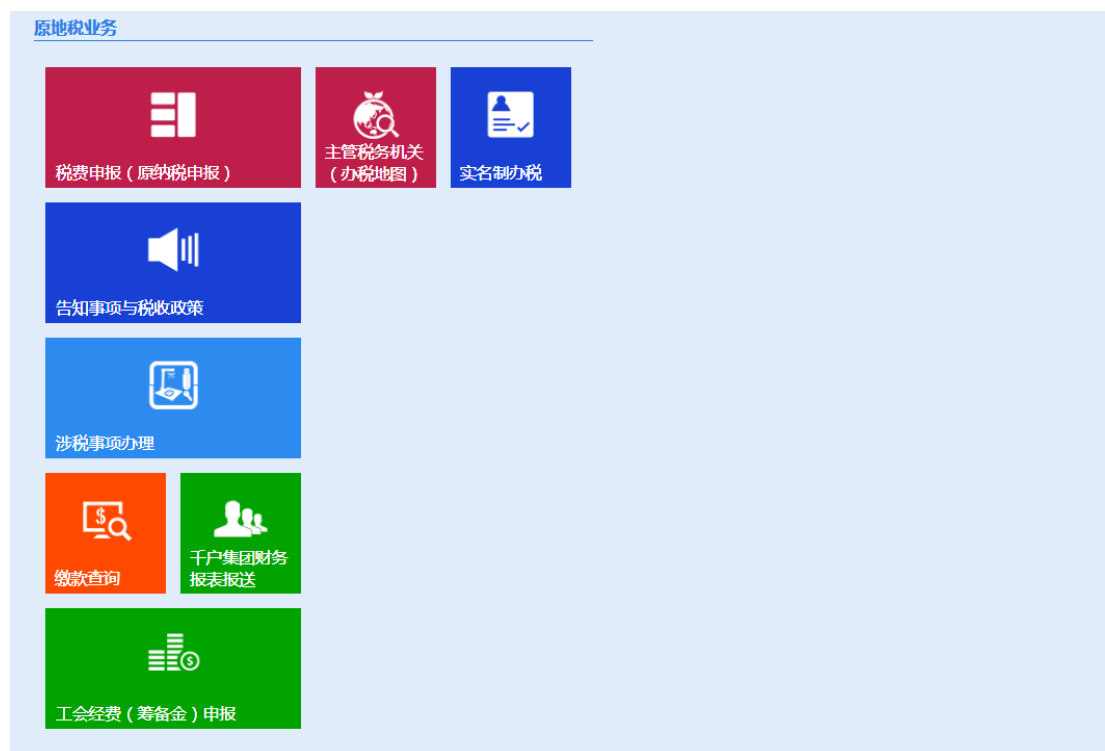 原地税业务
税费申报（原纳税申报）
主管税务机关
（办税地图）
实名制办税
告知事项与税收政策
涉税事项办理
缴款查询
千户集团财务
报表报送
工会经费（筹备金）申报